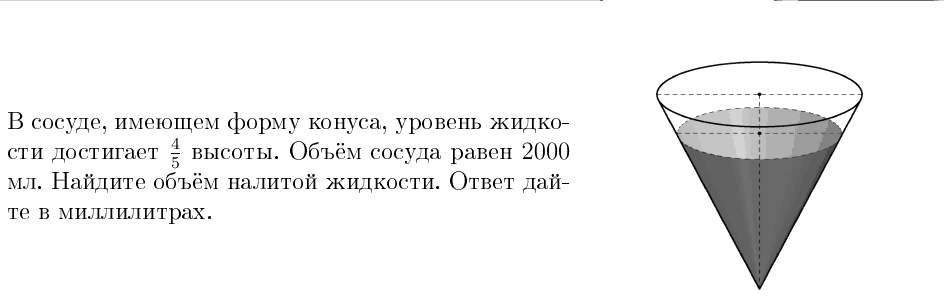 В сосуде, имеющем форму конуса, уровень жидко-
сти достигает 4/5 высоты. Объём сосуда равен 2000
мл. Найдите объём налитой жидкости. Ответ дай-
те в миллилитрах.